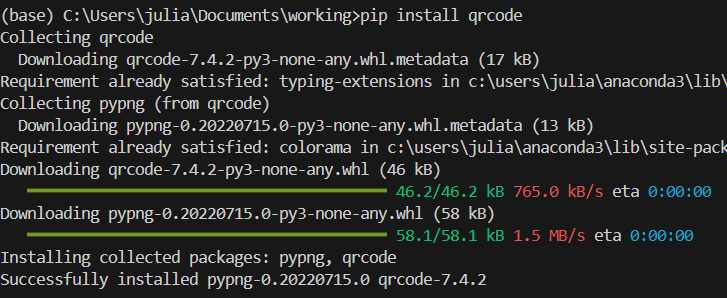 (base) C:\Users\julia\Documents\working>pip install qrcode
Collecting qrcode
  Downloading qrcode-7.4.2-py3-none-any.whl.metadata (17 kB)
Requirement already satisfied: typing-extensions in c:\users\julia\anaconda3\lib\
Collecting pypng (from qrcode)
  Downloading pypng-0.20220715.0-py3-none-any.whl.metadata (13 kB)
Requirement already satisfied: colorama in c:\users\julia\anaconda3\lib\site-pack
Downloading qrcode-7.4.2-py3-none-any.whl (46 kB)
46.2/46.2 kB 765.0 kB/s eta 0:00:00
Downloading pypng-0.20220715.0-py3-none-any.whl (58 kB)
58.1/58.1 kB 1.5 MB/s eta 0:00:00
Installing collected packages: pypng, qrcode
Successfully installed pypng-0.20220715.0 qrcode-7.4.2